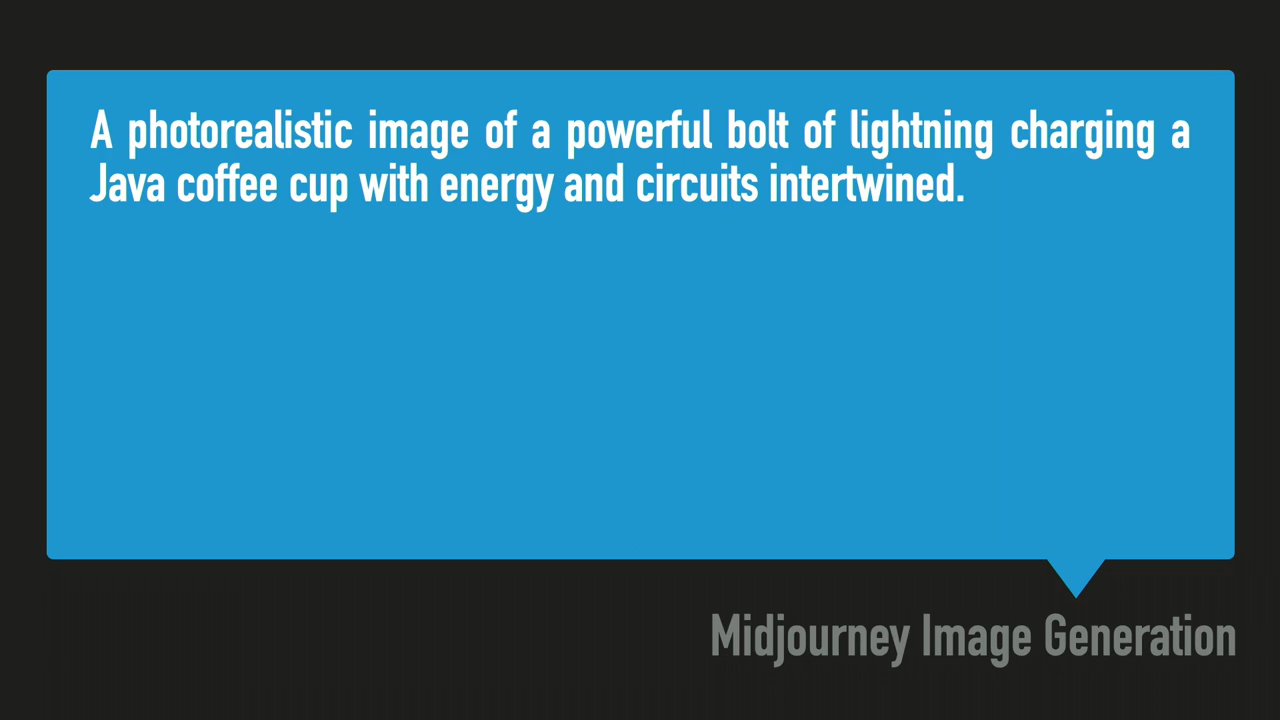 A photorealistic image of a powerful bolt of lightning charging a
Java coffee cup with energy and circuits intertwined.
Midjourney Image Generation